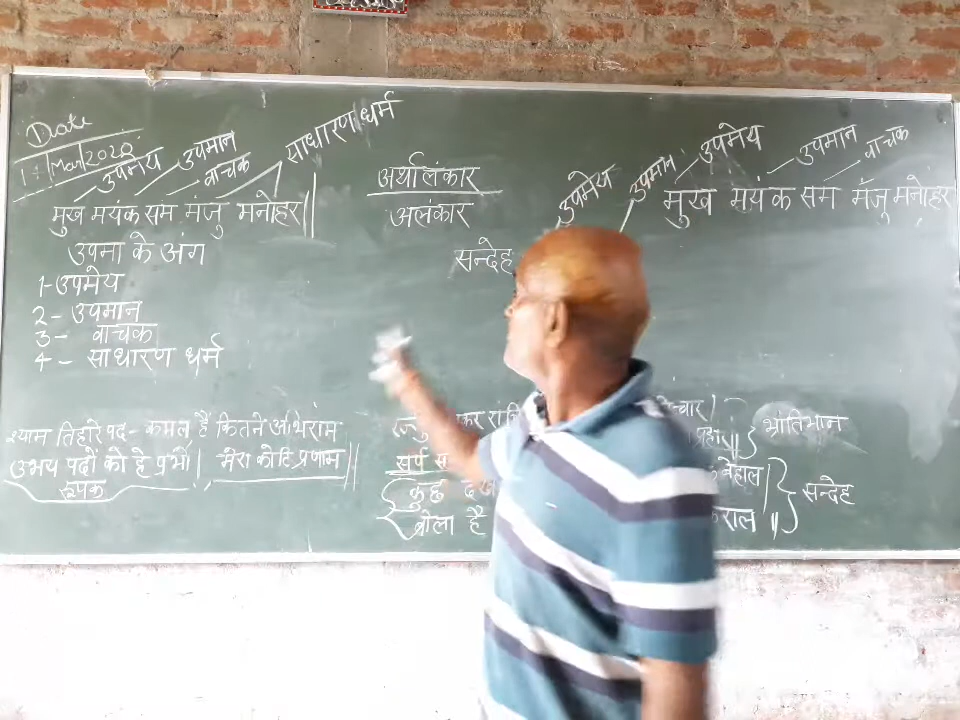 Date
1 : Mar/2020
उपमेय उपमान वाचक साधारण धर्म
मुख मयंक सम मंजु मनोहर||
उपमा के अंग
1-उपमेय
2- उपमान
3- वाचक
4- साधारण धर्म
श्याम तिहारे पद- कमल हैं कितने अभिराम
उभय पदों को हे प्रभो| मेरा कोटि प्रणाम||
रूपक
अर्थालंकार
अलंकार
सन्देह
उपमेय उपमान उपमेय उपमान वाचक
मुख मयंक सम मंजू मनोहर
भ्रांतिमान
सर्प
कुछ
बेहाल|
बोला है
सन्देह